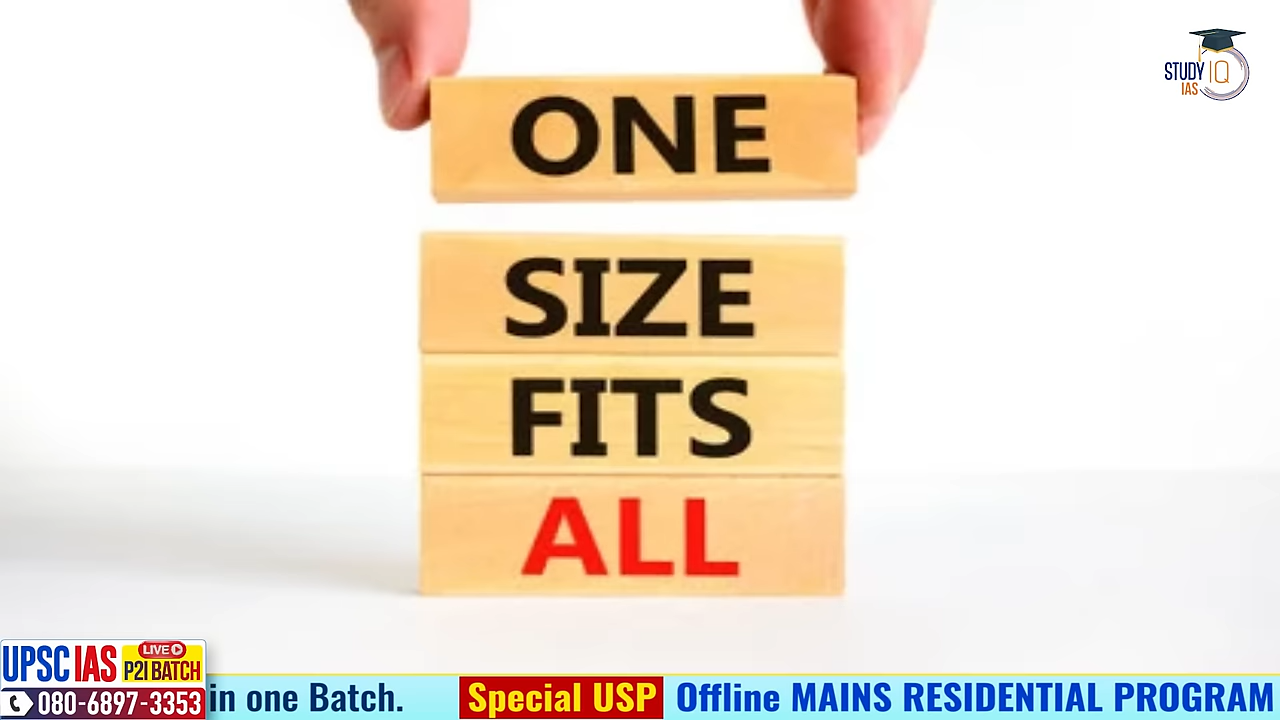 ONE
SIZE
FITS
ALL
STUDY IQ
IAS
UPSC IAS LIVE P2I BATCH
080-6897-3353
in one Batch. Special USP Offline MAINS RESIDENTIAL PROGRAM